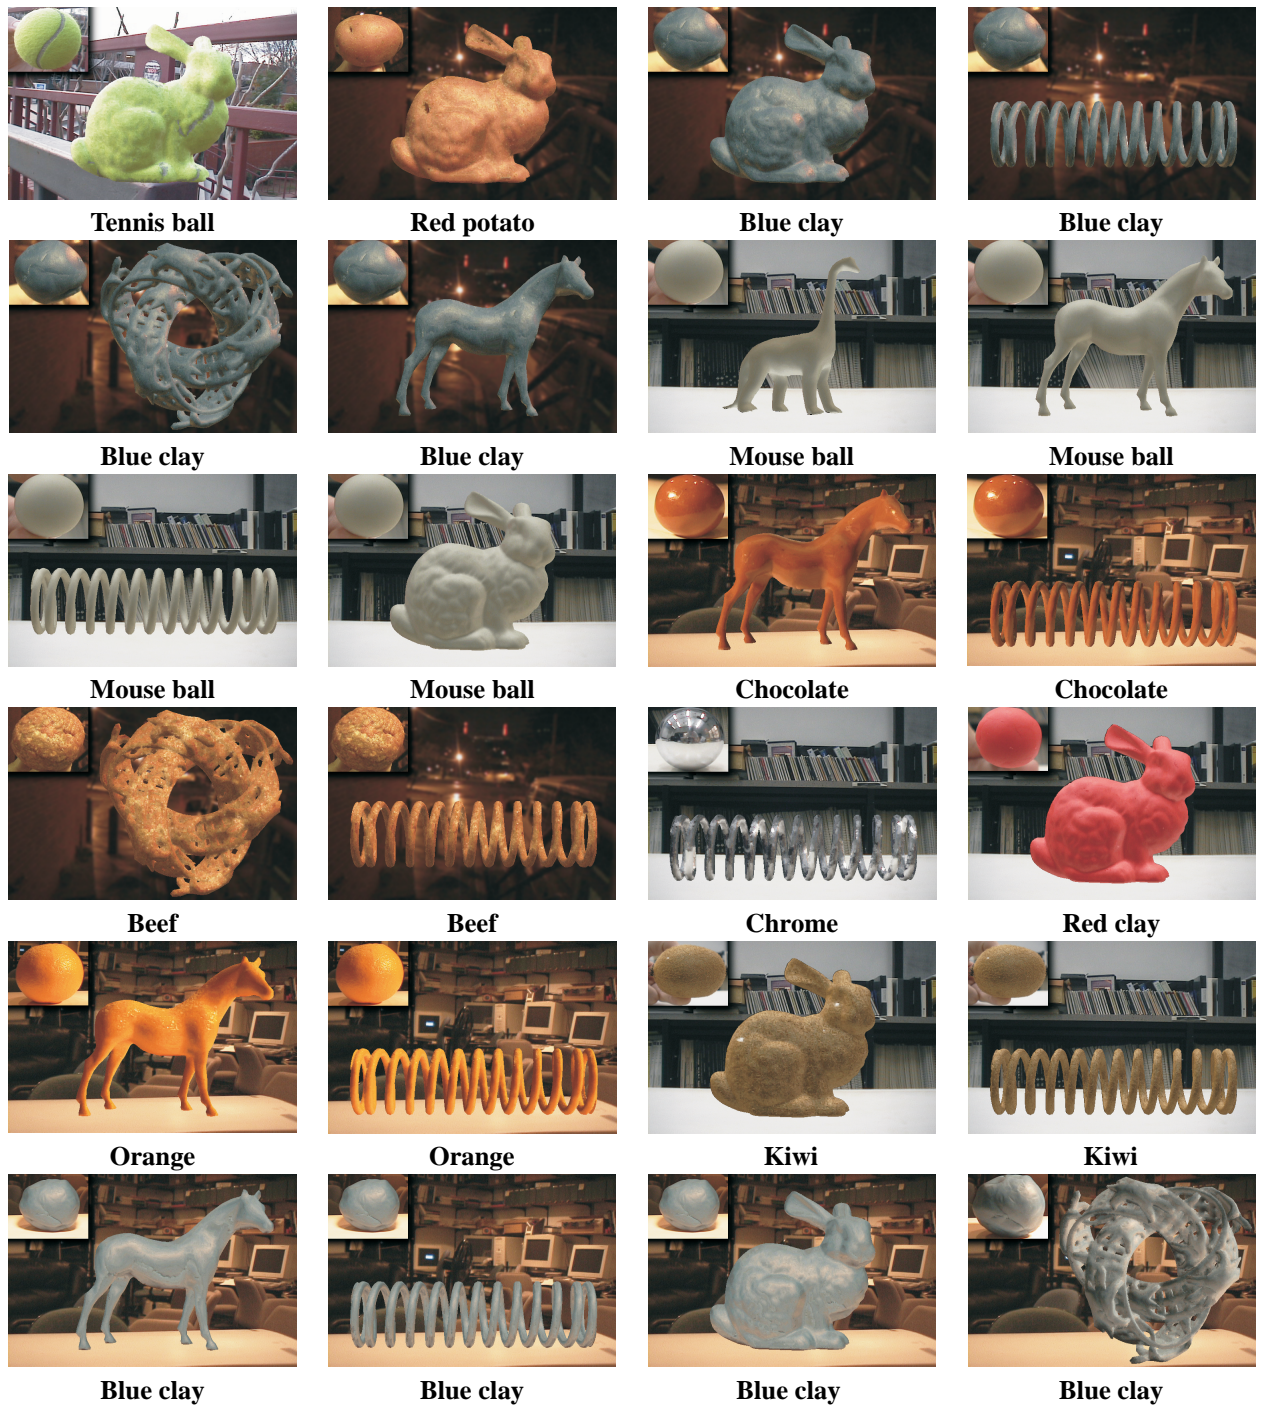 Tennis ball
Red potato
Blue clay
Blue clay
Blue clay
Blue clay
Mouse ball
Mouse ball
Mouse ball
Mouse ball
Chocolate
Chocolate
Beef
Beef
Chrome
Red clay
Orange
Orange
Kiwi
Kiwi
Blue clay
Blue clay
Blue clay
Blue clay